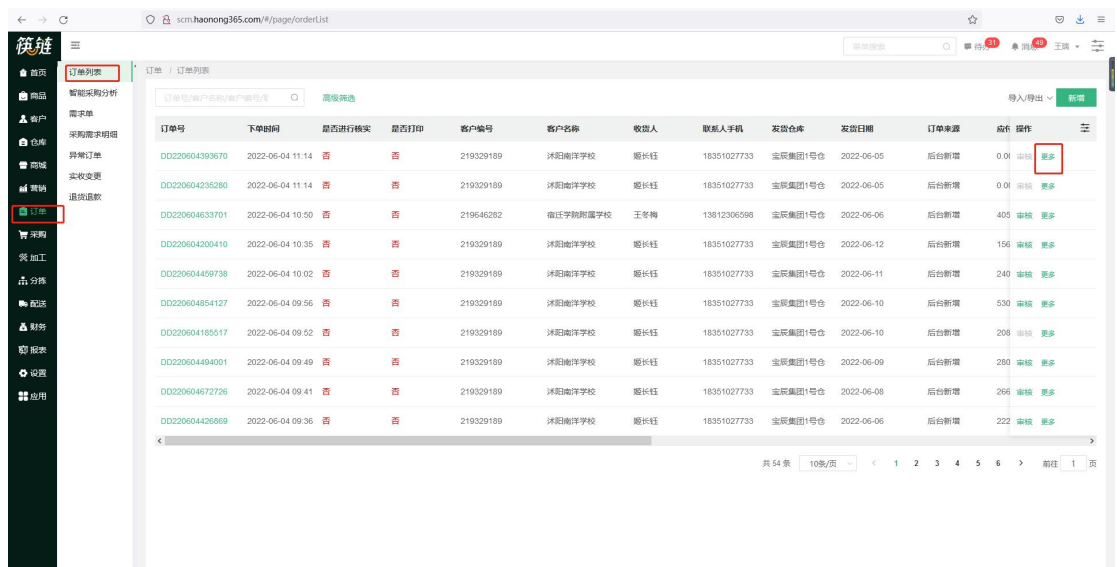 scm.haonong365.com/#/page/orderList
筷链
菜单搜索 31 49 王瑞
首页
商品
客户
仓库
商城
营销
订单
采购
加工
分拣
配送
财务
报表
设置
应用
订单列表
智能采购分析
需求单
采购需求明细
异常订单
实收变更
退货退款
订单 / 订单列表
订单号/客户名称/客户编号/ 高级筛选 导入/导出 新增
订单号 下单时间 是否进行核实 是否打印 客户编号 客户名称 收货人 联系人手机 发货仓库 发货日期 订单来源 应付 操作
DD220604393670 2022-06-04 11:14 否 否 219329189 沭阳南洋学校 姬长钰 18351027733 宝辰集团1号仓 2022-06-05 后台新增 0.00 审核 更多
DD220604235280 2022-06-04 11:14 否 否 219329189 沭阳南洋学校 姬长钰 18351027733 宝辰集团1号仓 2022-06-05 后台新增 0.00 审核 更多
DD220604633701 2022-06-04 10:50 否 否 219646282 宿迁学院附属学校 王冬梅 13812306598 宝辰集团1号仓 2022-06-06 后台新增 405 审核 更多
DD220604200410 2022-06-04 10:35 否 否 219329189 沭阳南洋学校 姬长钰 18351027733 宝辰集团1号仓 2022-06-12 后台新增 156 审核 更多
DD220604459738 2022-06-04 10:02 否 否 219329189 沭阳南洋学校 姬长钰 18351027733 宝辰集团1号仓 2022-06-11 后台新增 240 审核 更多
DD220604854127 2022-06-04 09:56 否 否 219329189 沭阳南洋学校 姬长钰 18351027733 宝辰集团1号仓 2022-06-10 后台新增 530 审核 更多
DD220604185517 2022-06-04 09:52 否 否 219329189 沭阳南洋学校 姬长钰 18351027733 宝辰集团1号仓 2022-06-10 后台新增 208 审核 更多
DD220604494001 2022-06-04 09:49 否 否 219329189 沭阳南洋学校 姬长钰 18351027733 宝辰集团1号仓 2022-06-09 后台新增 280 审核 更多
DD220604672726 2022-06-04 09:41 否 否 219329189 沭阳南洋学校 姬长钰 18351027733 宝辰集团1号仓 2022-06-08 后台新增 266 审核 更多
DD220604426869 2022-06-04 09:36 否 否 219329189 沭阳南洋学校 姬长钰 18351027733 宝辰集团1号仓 2022-06-06 后台新增 222 审核 更多
共 54 条 10条/页 1 2 3 4 5 6 前往 1 页